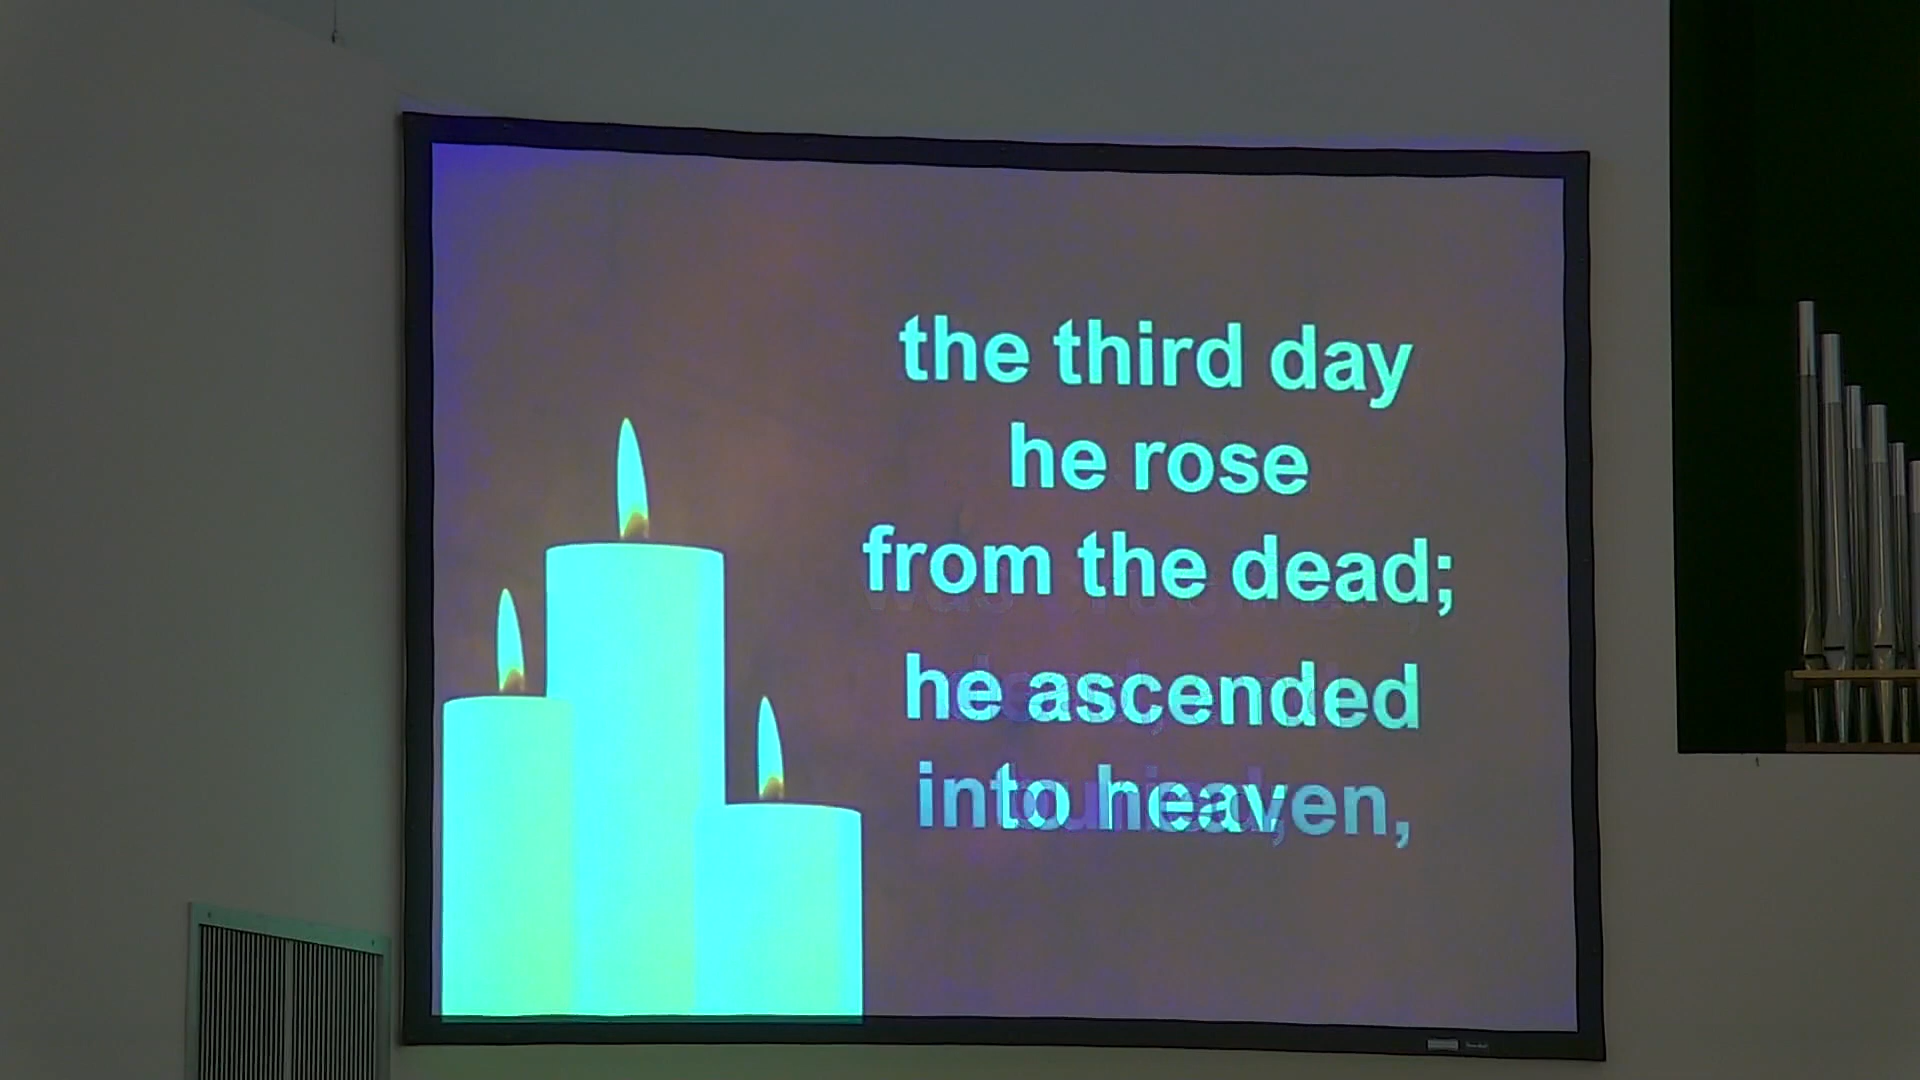 the third day
he rose
from the dead;
he ascended
into heaven,